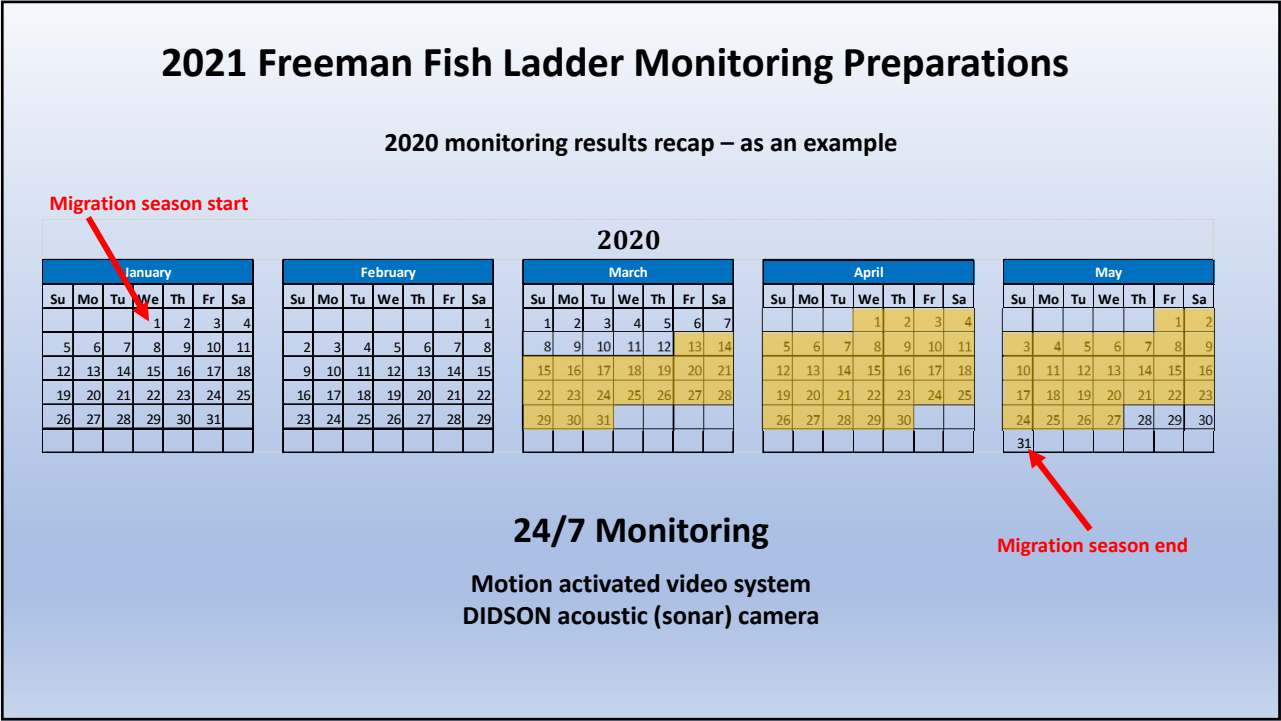 2021 Freeman Fish Ladder Monitoring Preparations
2020 monitoring results recap – as an example
Migration season start
2020
January
Su Mo Tu We Th Fr Sa
1 2 3 4
5 6 7 8 9 10 11
12 13 14 15 16 17 18
19 20 21 22 23 24 25
26 27 28 29 30 31
February
Su Mo Tu We Th Fr Sa
1
2 3 4 5 6 7 8
9 10 11 12 13 14 15
16 17 18 19 20 21 22
23 24 25 26 27 28 29
March
Su Mo Tu We Th Fr Sa
1 2 3 4 5 6 7
8 9 10 11 12 13 14
15 16 17 18 19 20 21
22 23 24 25 26 27 28
29 30 31
April
Su Mo Tu We Th Fr Sa
1 2 3 4
5 6 7 8 9 10 11
12 13 14 15 16 17 18
19 20 21 22 23 24 25
26 27 28 29 30
May
Su Mo Tu We Th Fr Sa
1 2
3 4 5 6 7 8 9
10 11 12 13 14 15 16
17 18 19 20 21 22 23
24 25 26 27 28 29 30
31
Migration season end
24/7 Monitoring
Motion activated video system
DIDSON acoustic (sonar) camera